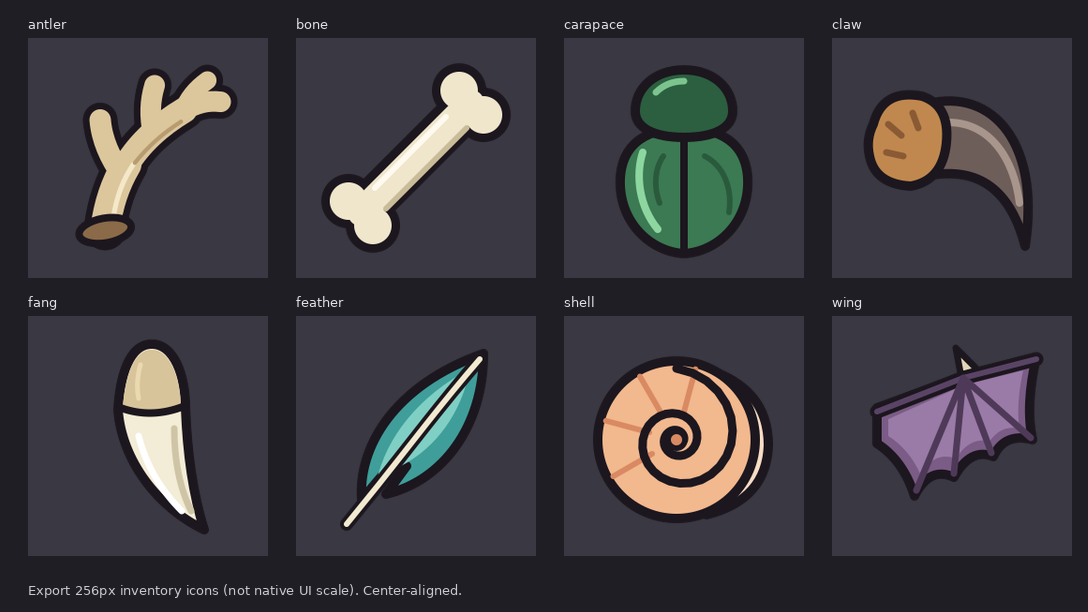 antler
bone
carapace
claw
fang
feather
shell
wing
Export 256px inventory icons (not native UI scale). Center-aligned.